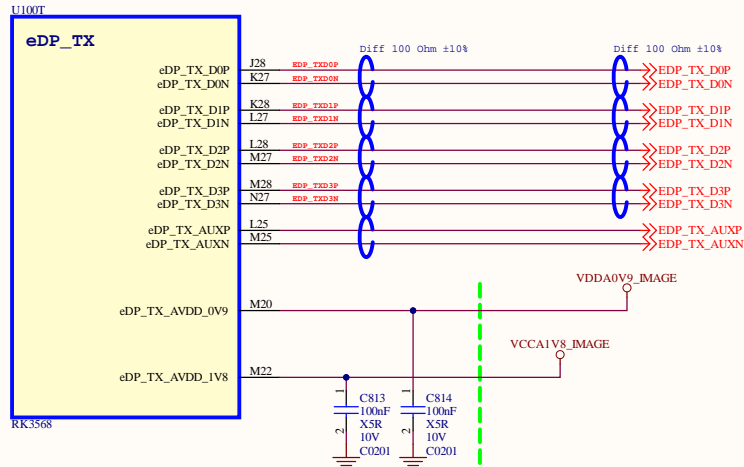 U100T
eDP_TX
Diff 100 Ohm ±10%
Diff 100 Ohm ±10%
eDP_TX_D0P J28 EDP_TXD0P EDP_TX_D0P
eDP_TX_D0N K27 EDP_TXD0N EDP_TX_D0N
eDP_TX_D1P K28 EDP_TXD1P EDP_TX_D1P
eDP_TX_D1N L27 EDP_TXD1N EDP_TX_D1N
eDP_TX_D2P L28 EDP_TXD2P EDP_TX_D2P
eDP_TX_D2N M27 EDP_TXD2N EDP_TX_D2N
eDP_TX_D3P M28 EDP_TXD3P EDP_TX_D3P
eDP_TX_D3N N27 EDP_TXD3N EDP_TX_D3N
eDP_TX_AUXP L25 EDP_TX_AUXP
eDP_TX_AUXN M25 EDP_TX_AUXN
VDDA0V9_IMAGE
eDP_TX_AVDD_0V9 M20
VCCA1V8_IMAGE
eDP_TX_AVDD_1V8 M22
1 C813 1 C814
100nF 100nF
X5R X5R
2 10V 2 10V
C0201 C0201
RK3568